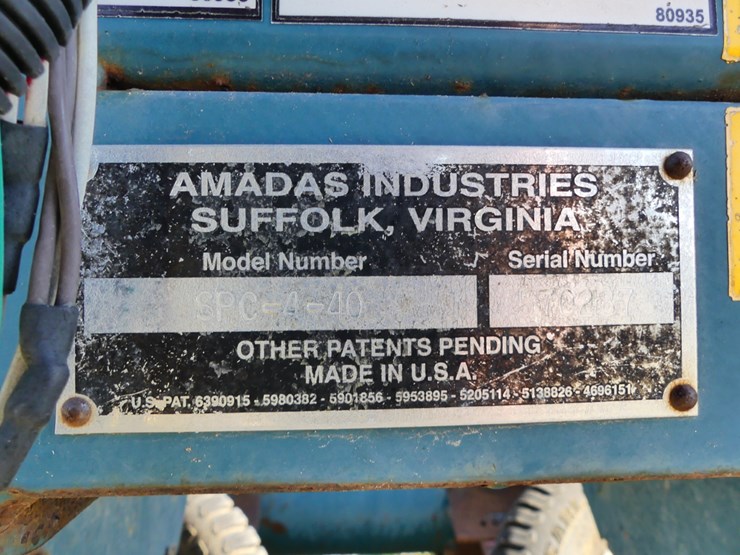 80935
AMADAS INDUSTRIES
SUFFOLK, VIRGINIA
Model Number Serial Number
SPC-4-40
OTHER PATENTS PENDING
MADE IN U.S.A.
U.S. PAT. 6390915 - 5980382 - 5901856 - 5953895 - 5205114 - 5138826 - 4696151